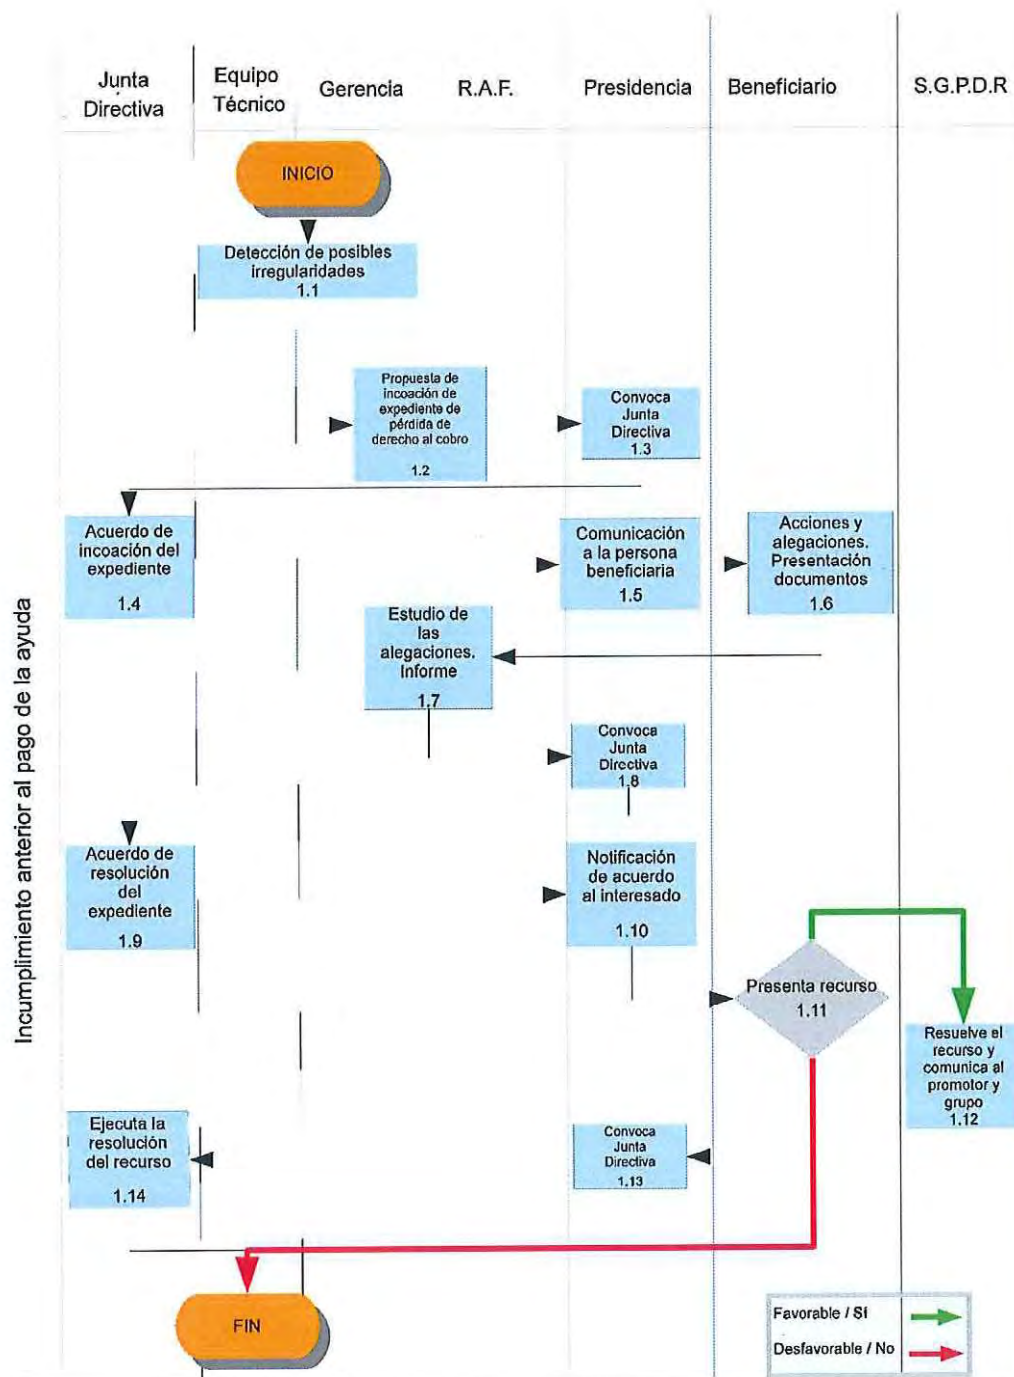 Junta
Directiva
Equipo
Técnico
Gerencia
R.A.F.
Presidencia
Beneficiario
S.G.P.D.R
Incumplimiento anterior al pago de la ayuda
INICIO
Detección de posibles
irregularidades
1.1
Propuesta de
incoación de
expediente de
pérdida de
derecho al cobro
1.2
Convoca
Junta
Directiva
1.3
Acuerdo de
incoación del
expediente
1.4
Comunicación
a la persona
beneficiaria
1.5
Acciones y
alegaciones.
Presentación
documentos
1.6
Estudio de
las
alegaciones.
Informe
1.7
Convoca
Junta
Directiva
1.8
Acuerdo de
resolución
del
expediente
1.9
Notificación
de acuerdo
al interesado
1.10
Presenta recurso
1.11
Resuelve el
recurso y
comunica al
promotor y
grupo
1.12
Convoca
Junta
Directiva
1.13
Ejecuta la
resolución
del recurso
1.14
FIN
Favorable / SI
Desfavorable / No